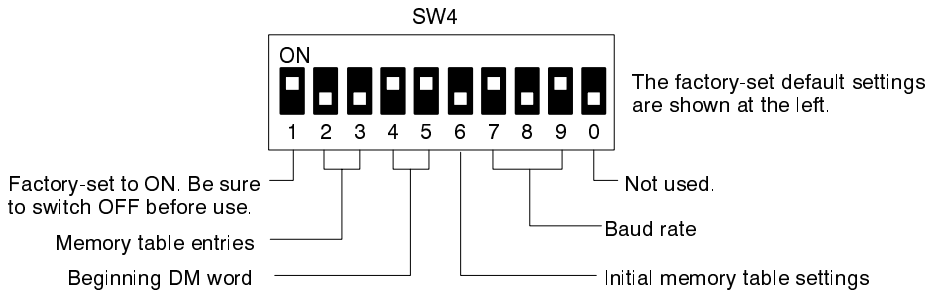 SW4
ON
1 2 3 4 5 6 7 8 9 0
The factory-set default settings
are shown at the left.
Factory-set to ON. Be sure
to switch OFF before use.
Not used.
Memory table entries
Baud rate
Beginning DM word
Initial memory table settings